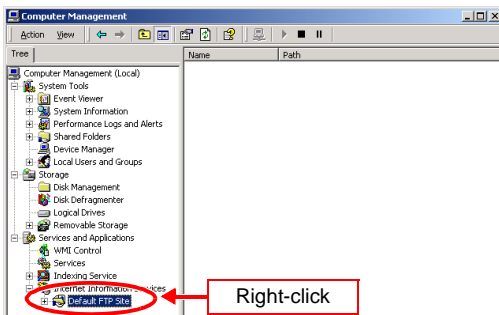 Computer Management
Action View
Tree
Name Path
Computer Management (Local)
System Tools
Event Viewer
System Information
Performance Logs and Alerts
Shared Folders
Device Manager
Local Users and Groups
Storage
Disk Management
Disk Defragmenter
Logical Drives
Removable Storage
Services and Applications
WMI Control
Services
Indexing Service
Internet Information Services
Default FTP Site
Right-click